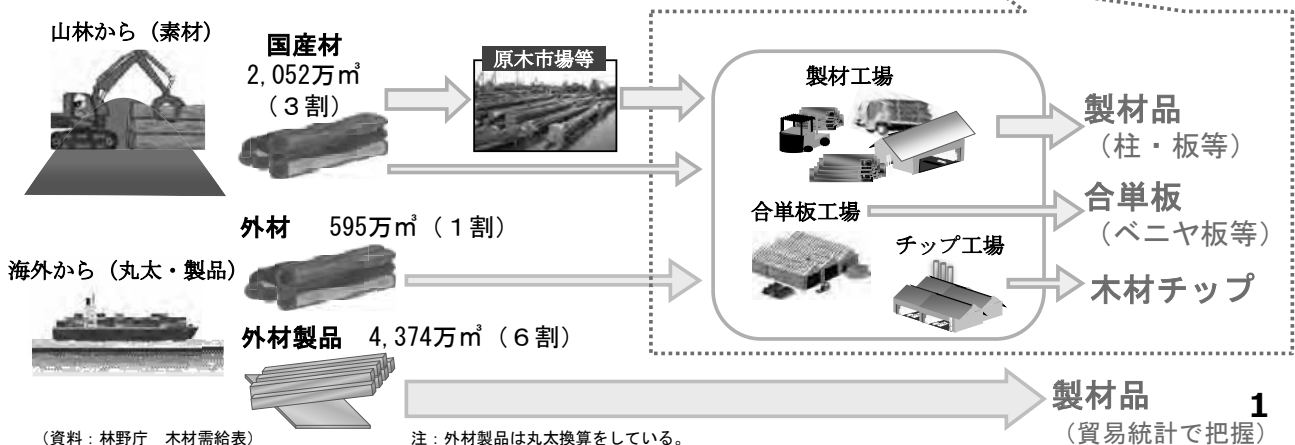 山林から（素材）
国産材
2,052万㎥
（３割）
原木市場等
製材工場
製材品
（柱・板等）
合単板工場
合単板
（ベニヤ板等）
チップ工場
木材チップ
外材　595万㎥（１割）
海外から（丸太・製品）
外材製品　4,374万㎥（６割）
製材品
（貿易統計で把握）
1
（資料：林野庁　木材需給表）
注：外材製品は丸太換算をしている。